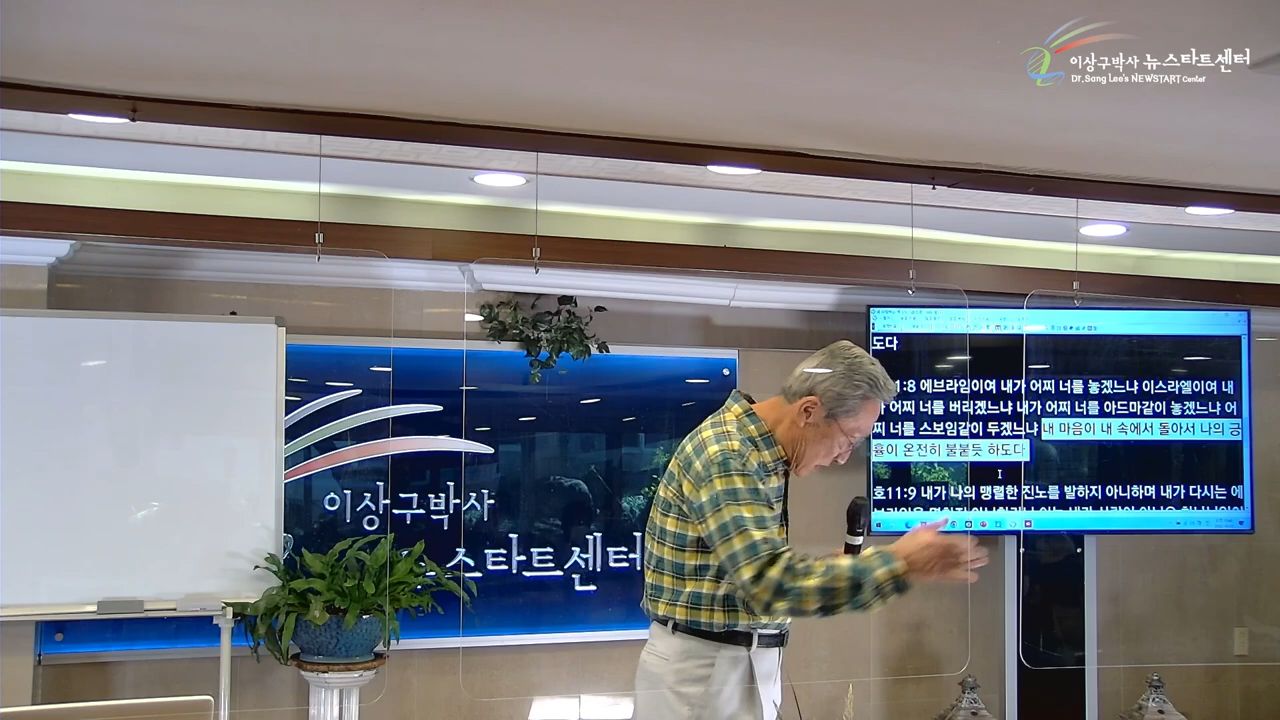 이상구박사 뉴스타트센터
Dr. Sang Lee's NEWSTART Center
도다
1:8 에브라임이여 내가 어찌 너를 놓겠느냐 이스라엘이여 내
어찌 너를 버리겠느냐 내가 어찌 너를 아드마같이 놓겠느냐 어
찌 너를 스보임같이 두겠느냐 내 마음이 내 속에서 돌아서 나의 긍
휼이 온전히 불붙듯 하도다
호11:9 내가 나의 맹렬한 진노를 발하지 아니하며 내가 다시는 에
이상구박사
스타트센터